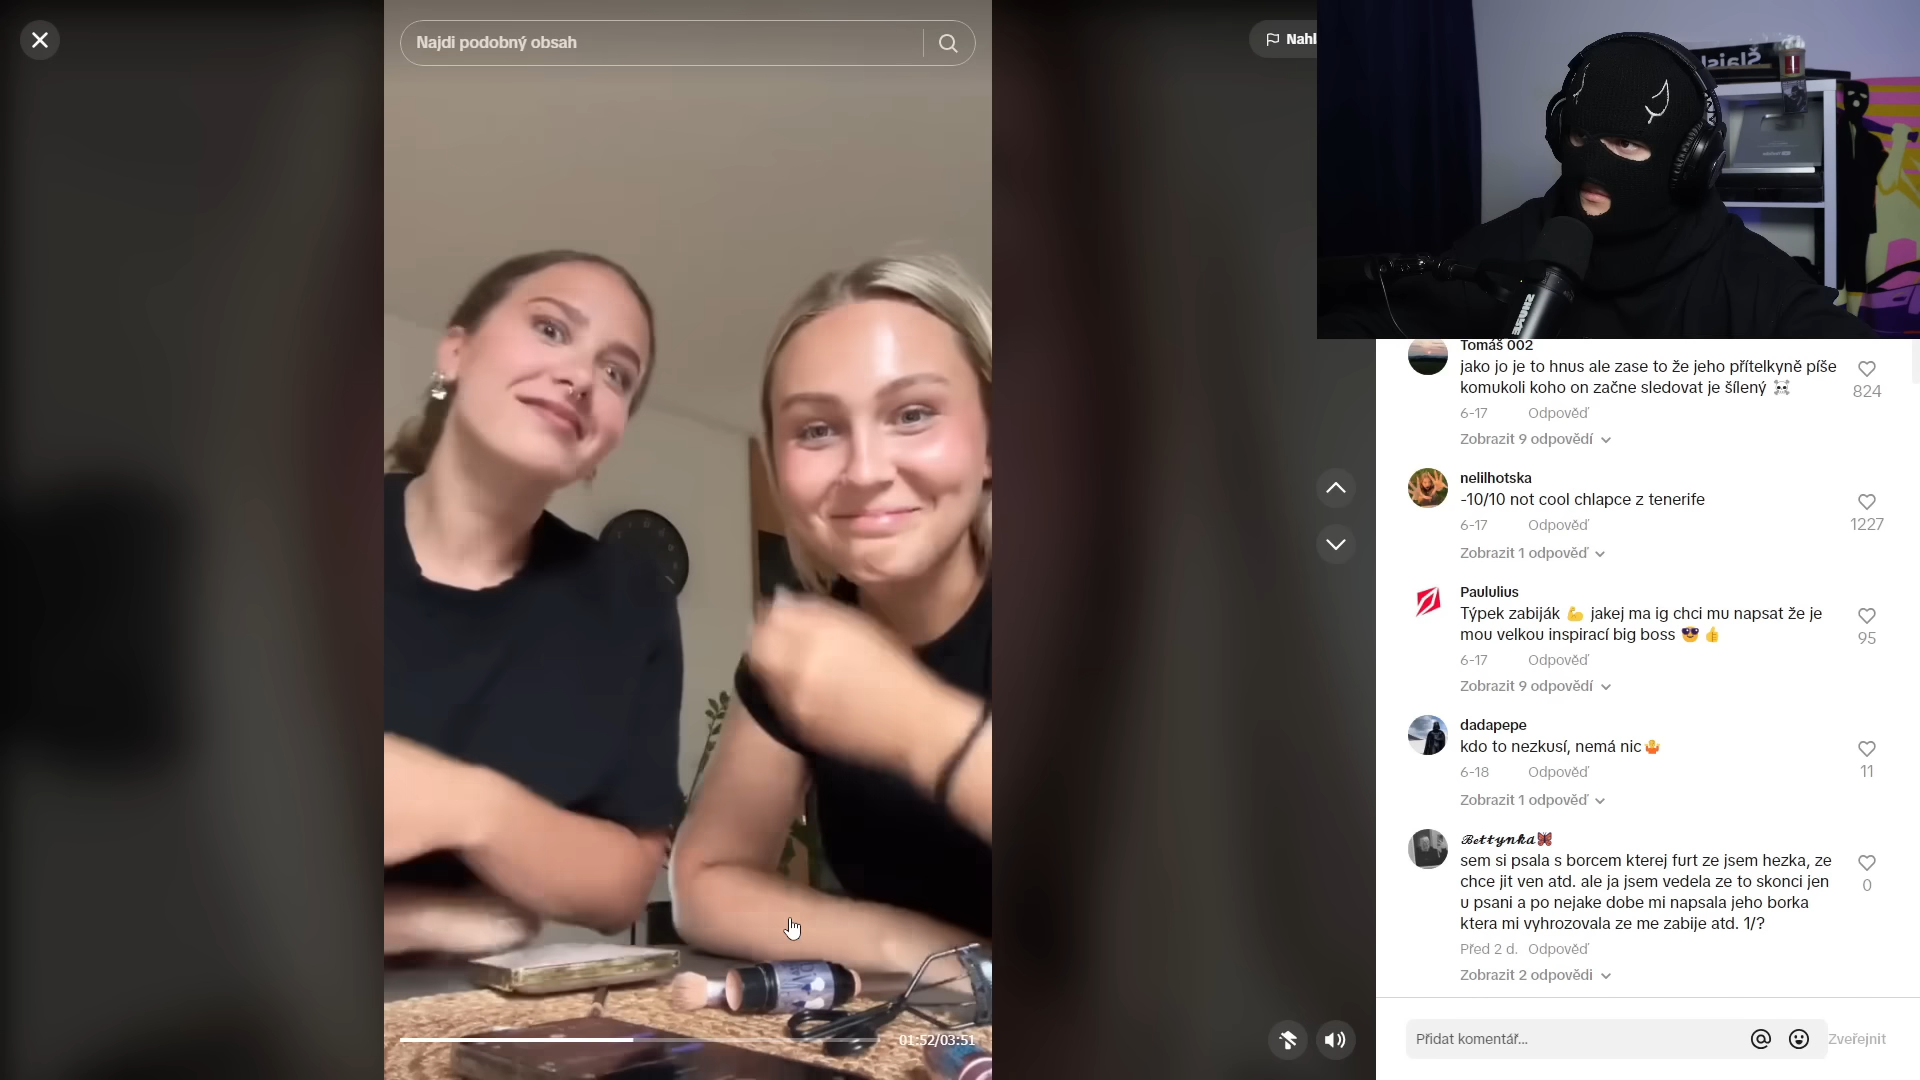 Najdi podobný obsah
Nahl
Tomáš 002
jako jo je to hnus ale zase to že jeho přítelkyně píše
komukoli koho on začne sledovat je šílený ☠️
824
6-17 Odpověď
Zobrazit 9 odpovědí
nelilhotska
-10/10 not cool chlapce z tenerife
1227
6-17 Odpověď
Zobrazit 1 odpověď
Paululius
Týpek zabiják 💪 jakej ma ig chci mu napsat že je
mou velkou inspirací big boss 😎👍
95
6-17 Odpověď
Zobrazit 9 odpovědí
dadapepe
kdo to nezkusí, nemá nic🤷
11
6-18 Odpověď
Zobrazit 1 odpověď
𝓑𝓮𝓽𝓽𝔂𝓷𝓴𝓪🦋
sem si psala s borcem kterej furt ze jsem hezka, ze
chce jit ven atd. ale ja jsem vedela ze to skonci jen
u psani a po nejake dobe mi napsala jeho borka
ktera mi vyhrozovala ze me zabije atd. 1/?
0
Před 2 d. Odpověď
Zobrazit 2 odpovědi
01:52/03:51
Přidat komentář...
Zveřejnit
SHURE